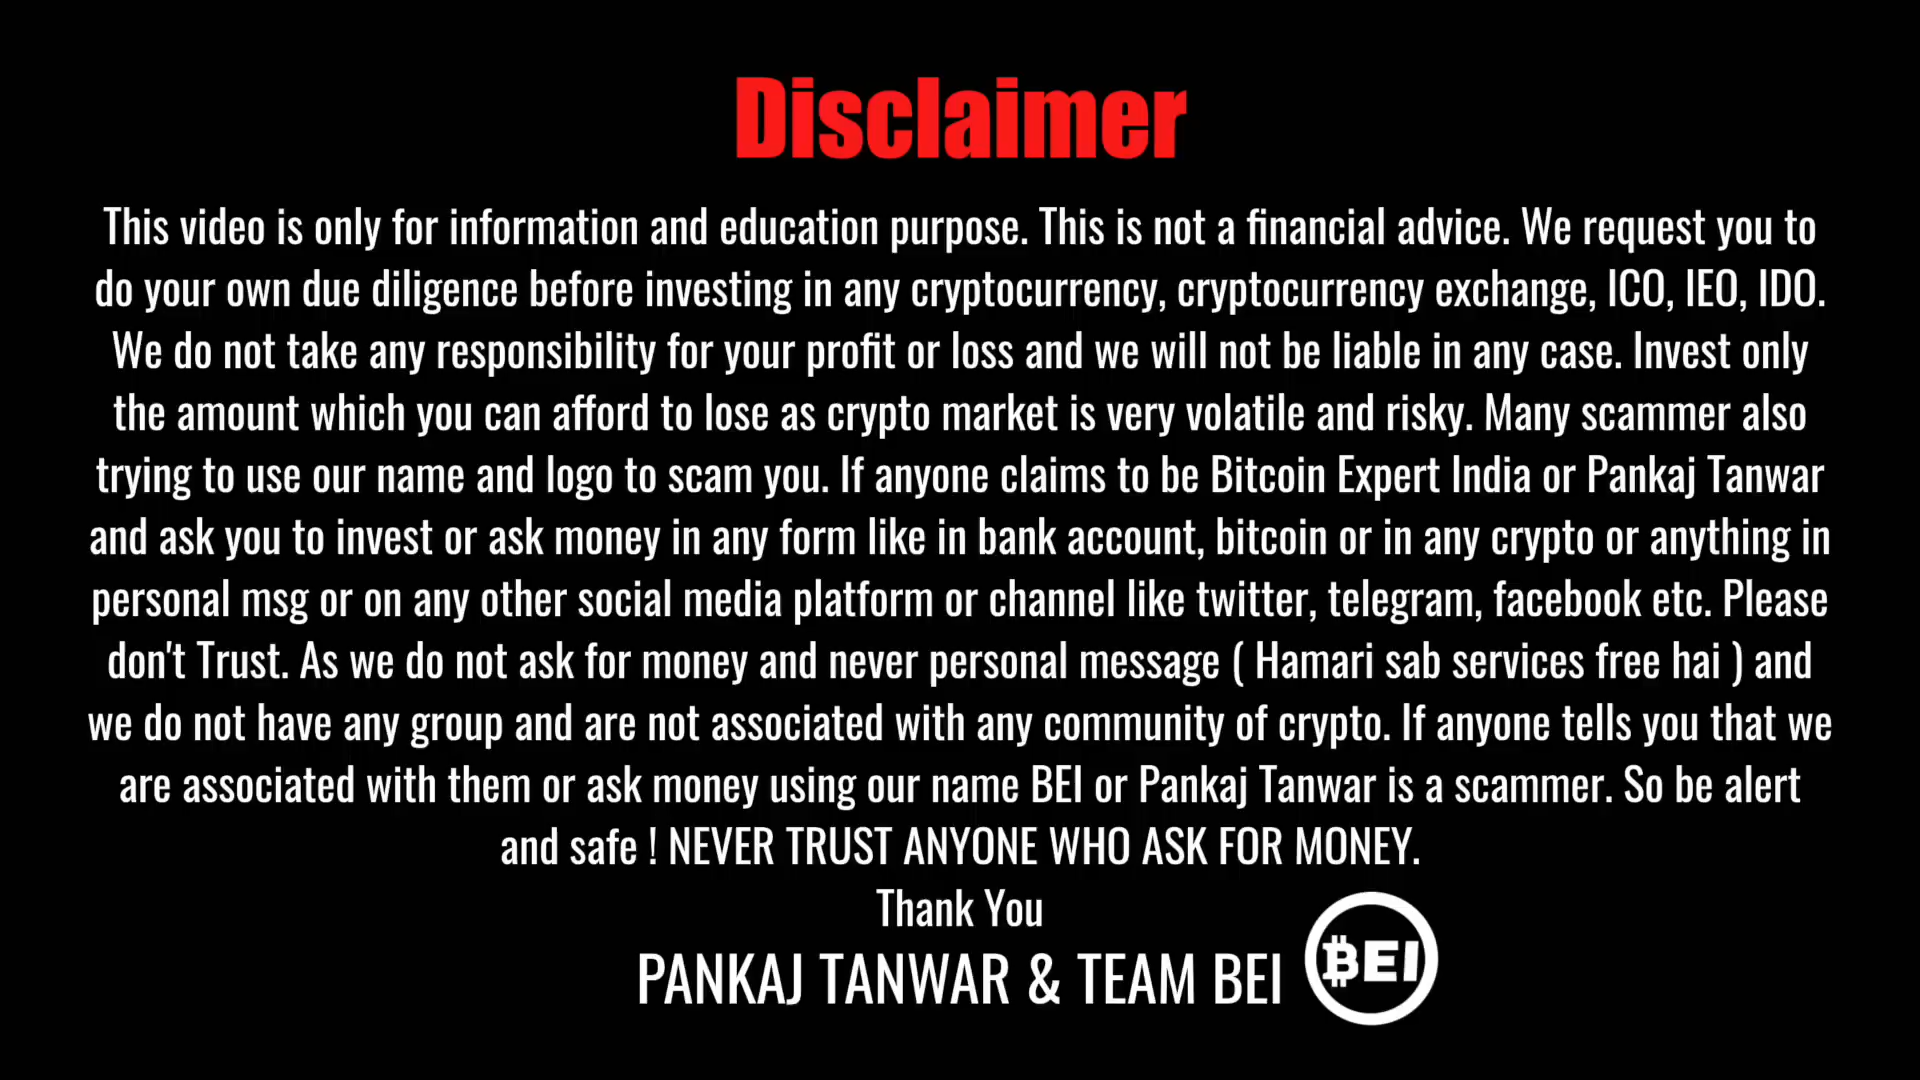 Disclaimer
This video is only for information and education purpose. This is not a financial advice. We request you to
do your own due diligence before investing in any cryptocurrency, cryptocurrency exchange, ICO, IEO, IDO.
We do not take any responsibility for your profit or loss and we will not be liable in any case. Invest only
the amount which you can afford to lose as crypto market is very volatile and risky. Many scammer also
trying to use our name and logo to scam you. If anyone claims to be Bitcoin Expert India or Pankaj Tanwar
and ask you to invest or ask money in any form like in bank account, bitcoin or in any crypto or anything in
personal msg or on any other social media platform or channel like twitter, telegram, facebook etc. Please
don't Trust. As we do not ask for money and never personal message ( Hamari sab services free hai ) and
we do not have any group and are not associated with any community of crypto. If anyone tells you that we
are associated with them or ask money using our name BEI or Pankaj Tanwar is a scammer. So be alert
and safe ! NEVER TRUST ANYONE WHO ASK FOR MONEY.
Thank You
PANKAJ TANWAR & TEAM BEI
BEI